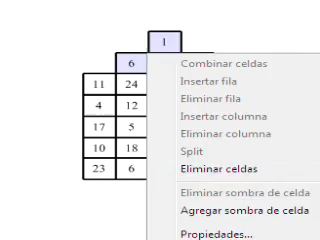 1
6
11 24
4 12
17 5
10 18
23 6
Combinar celdas
Insertar fila
Eliminar fila
Insertar columna
Eliminar columna
Split
Eliminar celdas
Eliminar sombra de celda
Agregar sombra de celda
Propiedades...